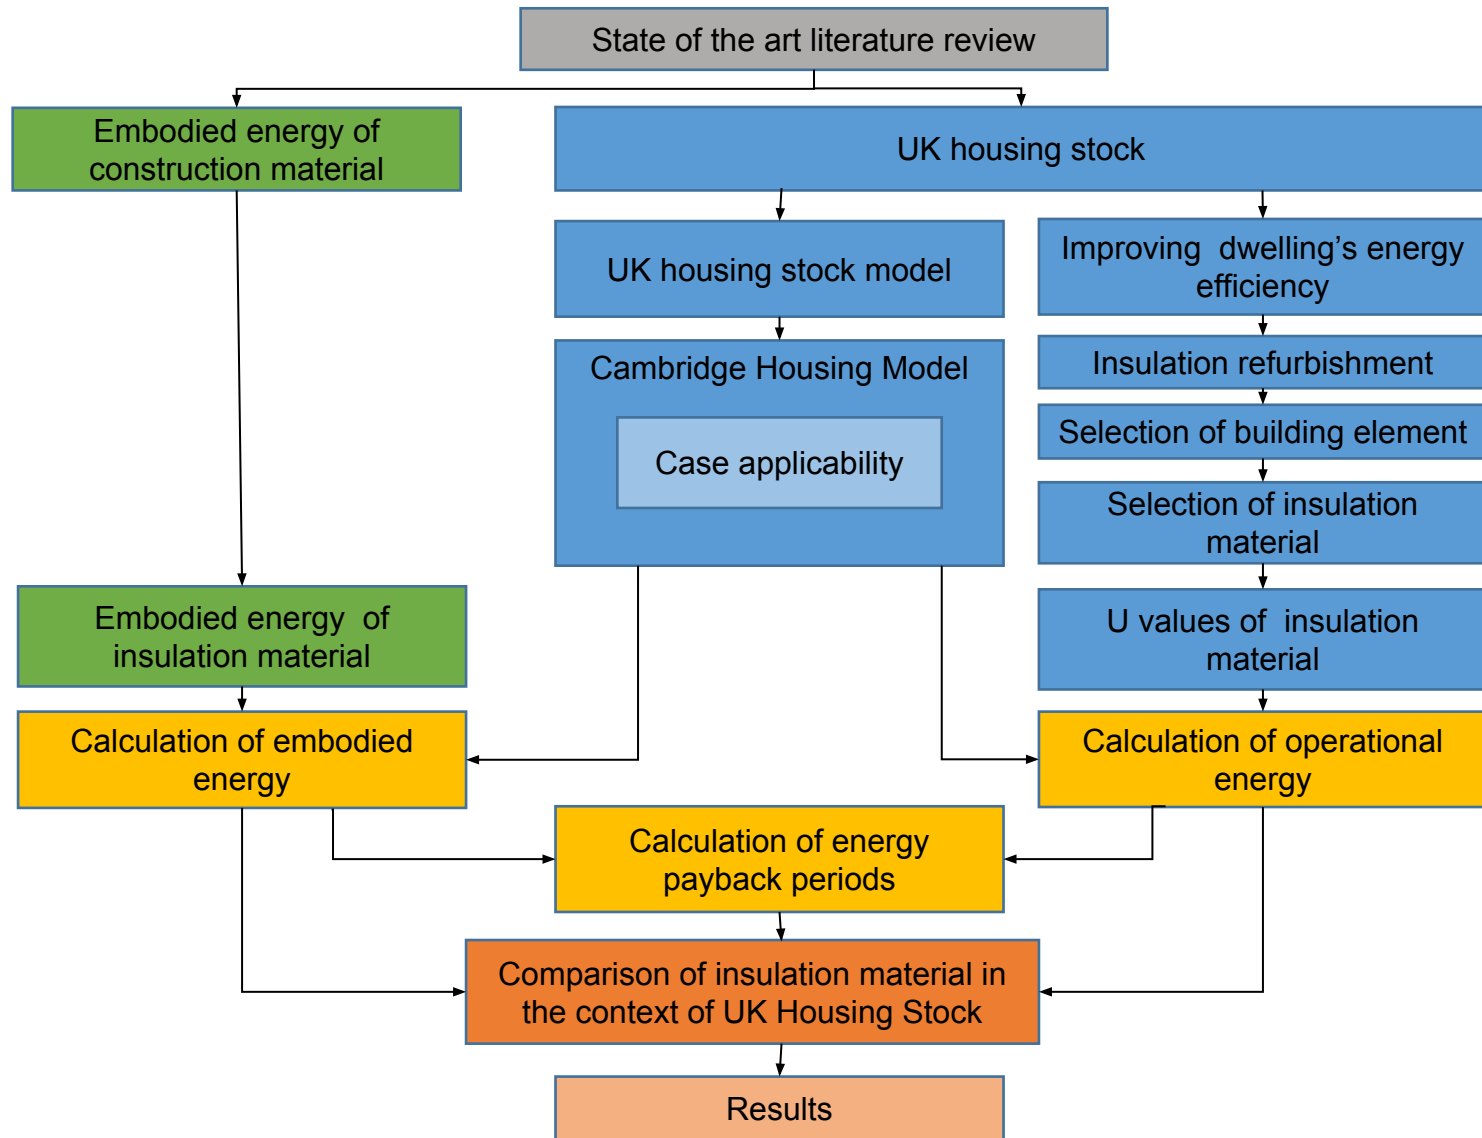 State of the art literature review
Embodied energy of
construction material
UK housing stock
UK housing stock model
Improving  dwelling’s energy
efficiency
Cambridge Housing Model
Case applicability
Insulation refurbishment
Selection of building element
Selection of insulation
material
Embodied energy  of
insulation material
U values of  insulation
material
Calculation of embodied
energy
Calculation of operational
energy
Calculation of energy
payback periods
Comparison of insulation material in
the context of UK Housing Stock
Results